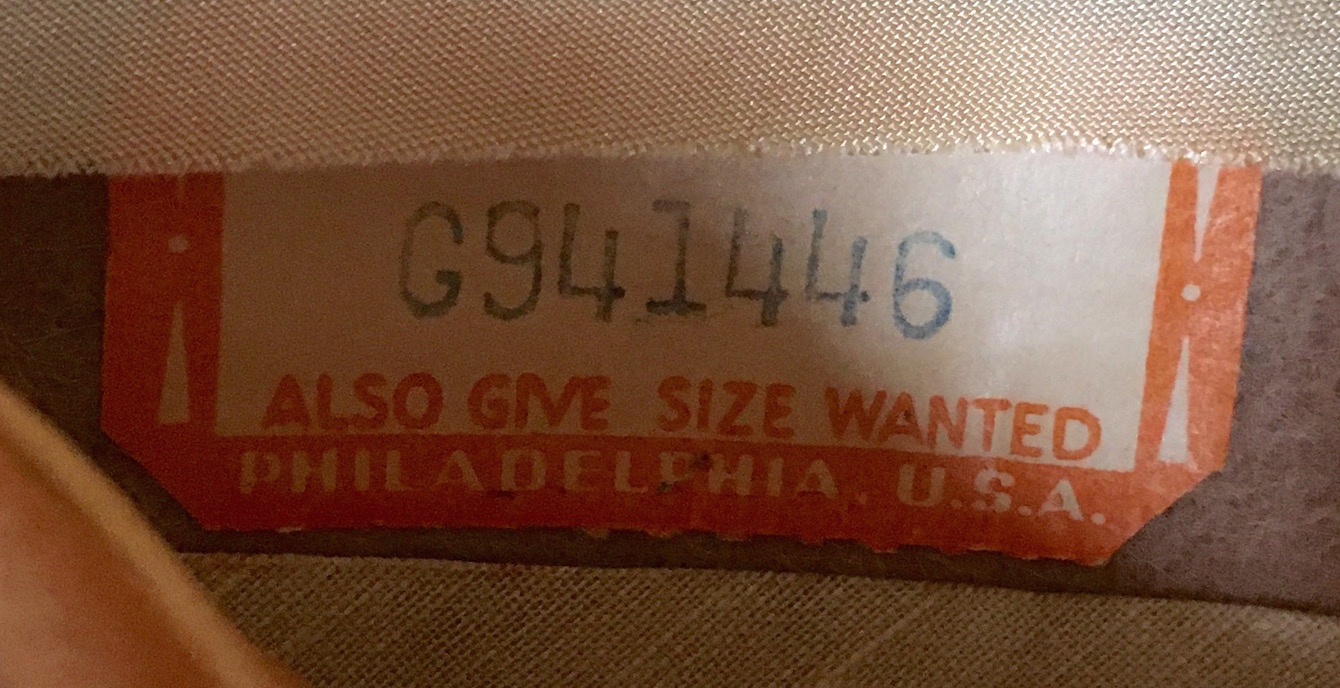 G941446
ALSO GIVE SIZE WANTED
PHILADELPHIA, U.S.A.